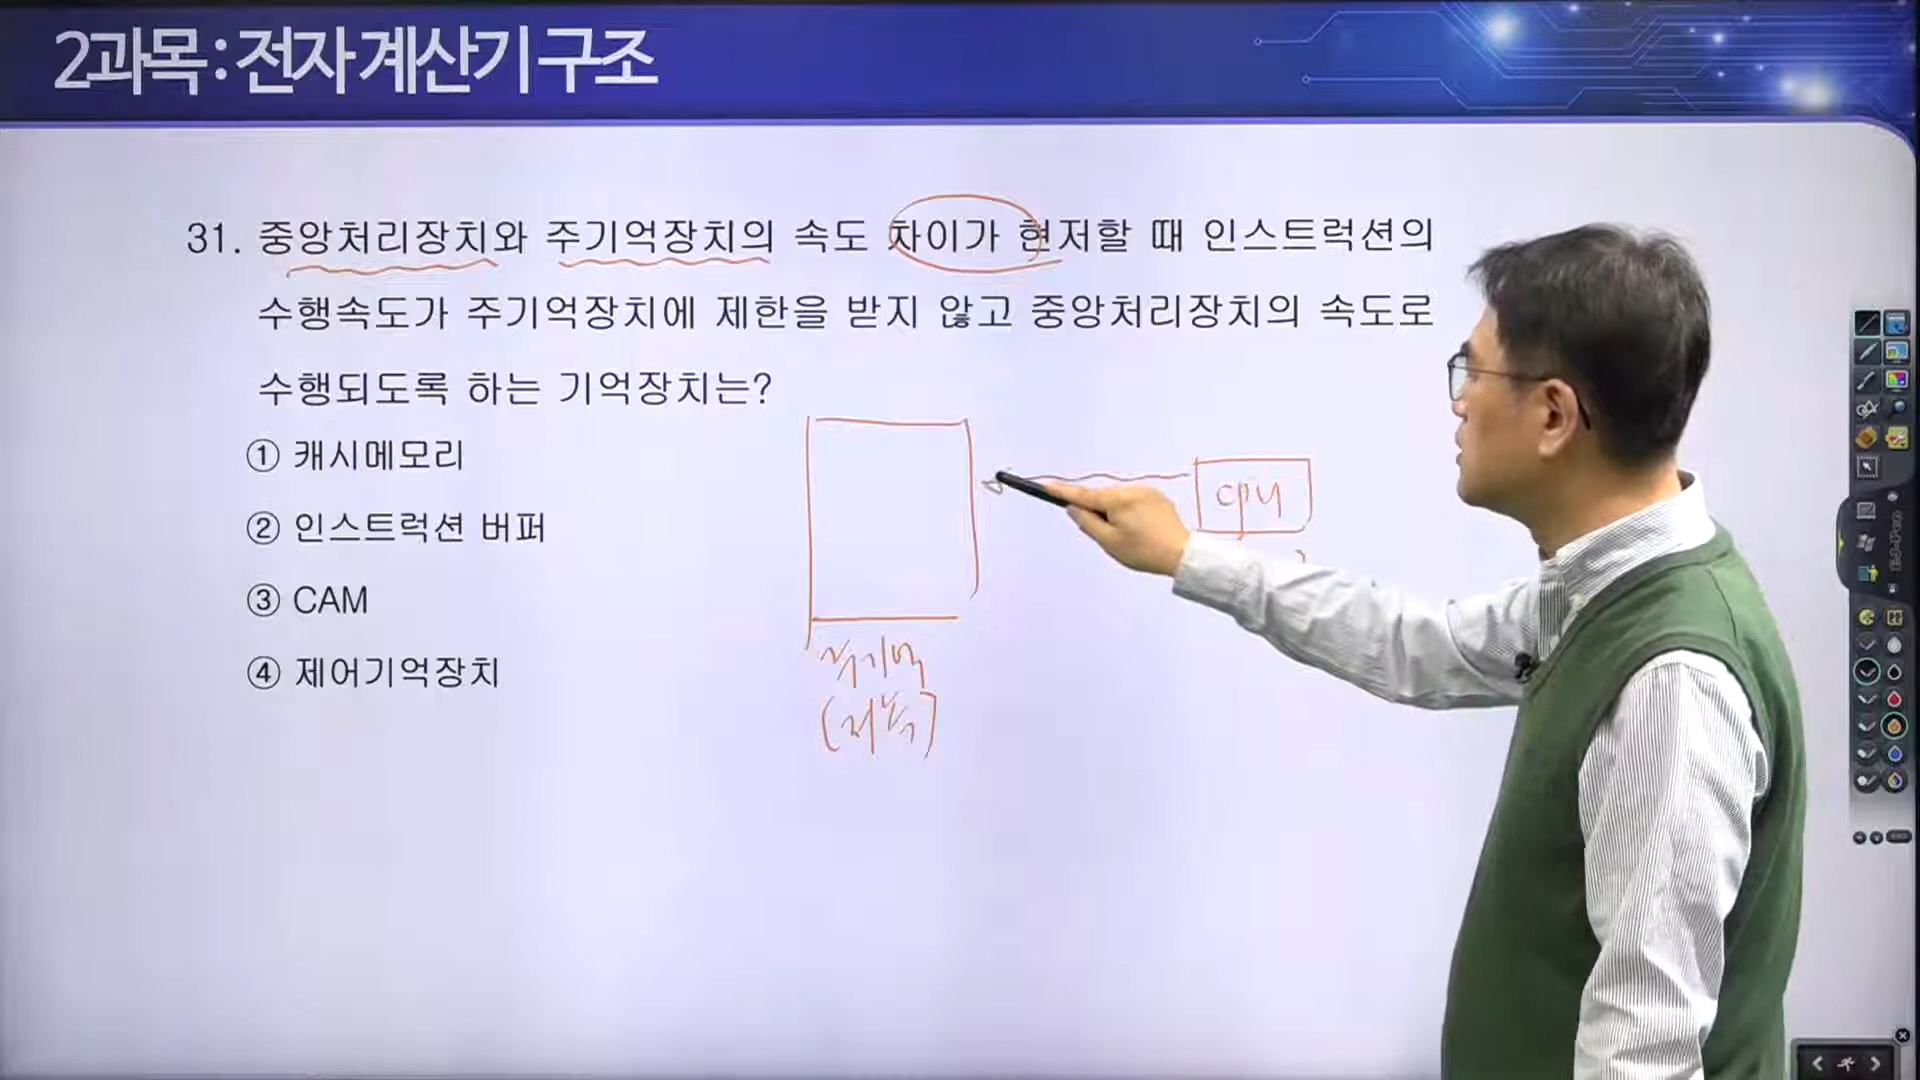 2과목 : 전자계산기 구조
31. 중앙처리장치와 주기억장치의 속도 차이가 현저할 때 인스트럭션의
수행속도가 주기억장치에 제한을 받지 않고 중앙처리장치의 속도로
수행되도록 하는 기억장치는?
① 캐시메모리
② 인스트럭션 버퍼
③ CAM
④ 제어기억장치
cpu
주기억
(저속)